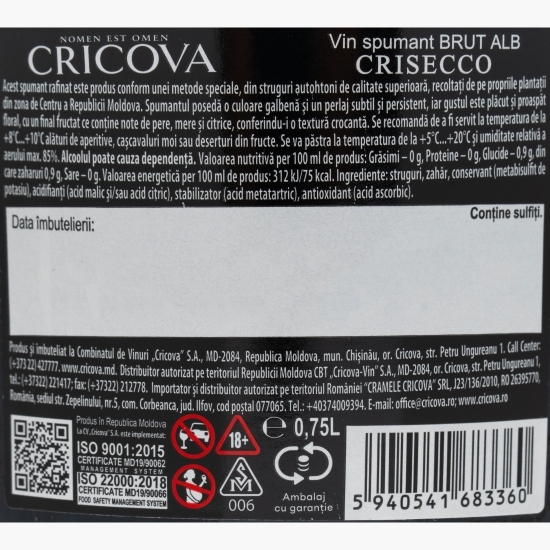 NOMEN EST OMEN
CRICOVA
Vin spumant BRUT ALB
CRISECCO
Acest spumant rafinat este produs conform unei metode speciale, din struguri autohtoni de calitate superioară, recoltați de pe propriile plantații
din zona de Centru a Republicii Moldova. Spumantul posedă o culoare galbenă și un perlaj subtil și persistent, iar gustul este plăcut și proaspăt
floral, cu un final fructat ce conține note de pere, mere și citrice, conferindu-i o textură crocantă. Se recomandă de a fi servit la temperatura de la
+8°C...+10°C alături de aperitive, cașcavaluri moi sau deserturi din fructe. Se va păstra la temperatura de la +5°C...+20°C și umiditate relativă a
aerului max. 85%. Alcoolul poate cauza dependență. Valoarea nutritivă per 100 ml de produs: Grăsimi – 0 g, Proteine – 0 g, Glucide – 0,9 g, din
care zaharuri 0,9 g, Sare – 0 g. Valoarea energetică per 100 ml de produs: 312 kJ/75 kcal. Ingrediente: struguri, zahăr, conservant (metabisulfit de
potasiu), acidifianți (acid malic și/sau acid citric), stabilizator (acid metatartric), antioxidant (acid ascorbic).
Data îmbutelierii:
Conține sulfiți.
Produs și îmbuteliat la Combinatul de Vinuri „Cricova” S.A., MD-2084, Republica Moldova, mun. Chișinău, or. Cricova, str. Petru Ungureanu 1. Call Center:
(+373 22) 427777. www.cricova.md. Distribuitor autorizat pe teritoriul Republicii Moldova CBT „Cricova-Vin” S.A., MD-2084, or. Cricova, str. Petru Ungureanu 1,
tel.: (+37322) 221417; fax: (+37322) 212778. Importator și distribuitor autorizat pe teritoriul României “CRAMELE CRICOVA” SRL, J23/136/2010, RO 26395770,
România, sediul str. Zepelinului, nr.5, com. Corbeanca, jud. Ilfov, cod poștal 077065. Tel.: +40374009394. E-mail: office@cricova.ro; www.cricova.ro
Produs în Republica Moldova
La CV „Cricova” S.A. este implementat:
ISO 9001:2015
CERTIFICATE MD19/90062
MANAGEMENT SYSTEM
ISO 22000:2018
CERTIFICATE MD19/90066
FOOD SAFETY MANAGEMENT SYSTEM
18+
SM
006
e 0,75L
Ambalaj
cu garanție
5 940541 683360